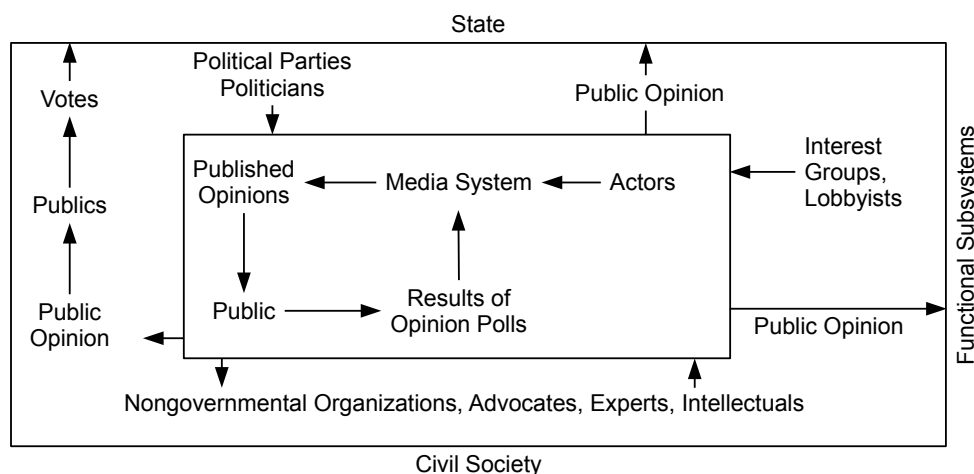 State
Political Parties
Politicians
Votes
Public Opinion
Interest
Groups,
Lobbyists
Published
Opinions
Media System
Actors
Publics
Functional Subsystems
Public
Opinion
Public
Results of
Opinion Polls
Public Opinion
Nongovernmental Organizations, Advocates, Experts, Intellectuals
Civil Society